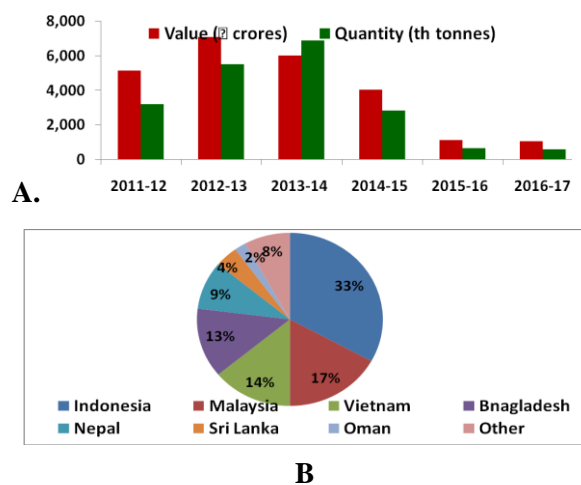 8,000
Value (▯ crores) Quantity (th tonnes)
6,000
4,000
2,000
0
2011-12 2012-13 2013-14 2014-15 2015-16 2016-17
A.
2% 8%
4%
33%
9%
13%
14% 17%
Indonesia Malaysia Vietnam Bnagladesh
Nepal Sri Lanka Oman Other
B